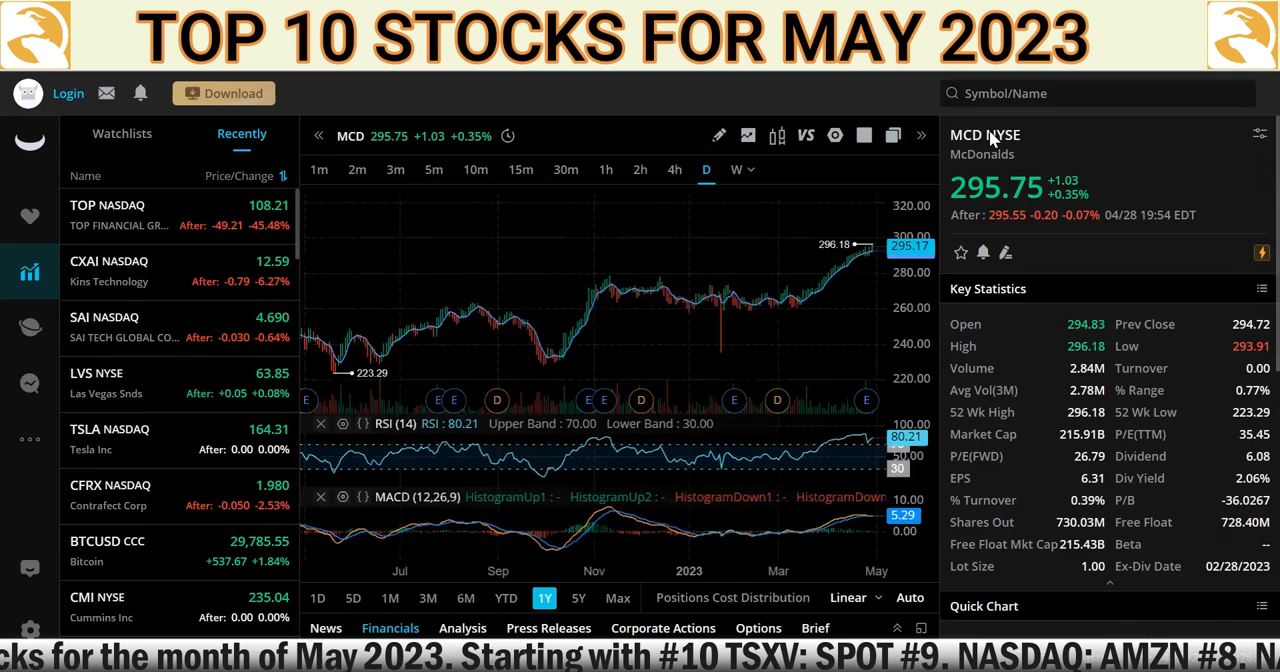 TOP 10 STOCKS FOR MAY 2023
Login
Download
Symbol/Name
Watchlists Recently
Name Price/Change
TOP NASDAQ 108.21
TOP FINANCIAL GR... After: -49.21 -45.48%
CXAI NASDAQ 12.59
Kins Technology After: -0.79 -6.27%
SAI NASDAQ 4.690
SAI TECH GLOBAL CO... After: -0.030 -0.64%
LVS NYSE 63.85
Las Vegas Snds After: +0.05 +0.08%
TSLA NASDAQ 164.31
Tesla Inc After: 0.00 0.00%
CFRX NASDAQ 1.980
Contrafect Corp After: -0.050 -2.53%
BTCUSD CCC 29,785.55
Bitcoin +537.67 +1.84%
CMI NYSE 235.04
Cummins Inc After: 0.00 0.00%
MCD 295.75 +1.03 +0.35% VS
1m 2m 3m 5m 10m 15m 30m 1h 2h 4h D W
320.00
300.00
296.18
295.17
280.00
260.00
240.00
223.29
220.00
E E E D E E D E D E
RSI (14) RSI : 80.21 Upper Band : 70.00 Lower Band : 30.00
100.00
80.21
50.00
30
MACD (12,26,9) HistogramUp1 : - HistogramUp2 : - HistogramDown1 : - HistogramDown
10.00
5.29
0.00
Jul Sep Nov 2023 Mar May
1D 5D 1M 3M 6M YTD 1Y 5Y Max Positions Cost Distribution Linear Auto
News Financials Analysis Press Releases Corporate Actions Options Brief
MCD NYSE
McDonalds
295.75 +1.03
+0.35%
After : 295.55 -0.20 -0.07% 04/28 19:54 EDT
Key Statistics
Open 294.83 Prev Close 294.72
High 296.18 Low 293.91
Volume 2.84M Turnover 0.00
Avg Vol(3M) 2.78M % Range 0.77%
52 Wk High 296.18 52 Wk Low 223.29
Market Cap 215.91B P/E(TTM) 35.45
P/E(FWD) 26.79 Dividend 6.08
EPS 6.31 Div Yield 2.06%
% Turnover 0.39% P/B -36.0267
Shares Out 730.03M Free Float 728.40M
Free Float Mkt Cap 215.43B Beta --
Lot Size 1.00 Ex-Div Date 02/28/2023
Quick Chart
cks for the month of May 2023. Starting with #10 TSXV: SPOT #9. NASDAQ: AMZN #8. N